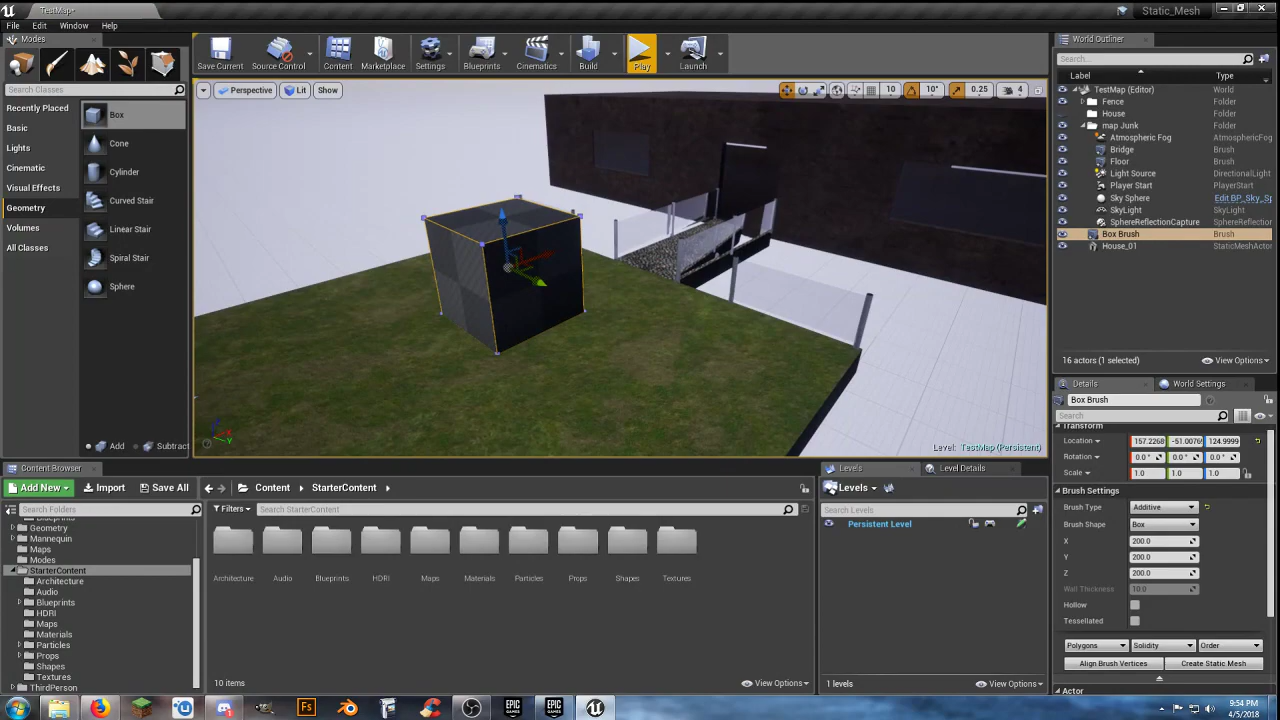 TestMap*
Static_Mesh
File Edit Window Help
Modes
Search Classes
Recently Placed
Basic
Lights
Cinematic
Visual Effects
Geometry
Volumes
All Classes
Box
Cone
Cylinder
Curved Stair
Linear Stair
Spiral Stair
Sphere
Add Subtract
Save Current Source Control Content Marketplace Settings Blueprints Cinematics Build Play Launch
Perspective Lit Show
10 10° 0.25 4
Level: TestMap (Persistent)
World Outliner
Search...
Label Type
TestMap (Editor) World
Fence Folder
House Folder
map Junk Folder
Atmospheric Fog AtmosphericFog
Bridge Brush
Floor Brush
Light Source DirectionalLight
Player Start PlayerStart
Sky Sphere Edit BP_Sky_Sp
SkyLight SkyLight
SphereReflectionCapture SphereReflection
Box Brush Brush
House_01 StaticMeshActor
16 actors (1 selected) View Options
Details World Settings
Box Brush
Search
Transform
Location 157.2268 -51.0076 124.9999
Rotation 0.0 ° 0.0 ° 0.0 °
Scale 1.0 1.0 1.0
Brush Settings
Brush Type Additive
Brush Shape Box
X 200.0
Y 200.0
Z 200.0
Wall Thickness 10.0
Hollow
Tessellated
Polygons Solidity Order
Align Brush Vertices Create Static Mesh
Actor
Content Browser
Add New Import Save All Content StarterContent
Search Folders
Filters Search StarterContent
Blueprints
Geometry
Mannequin
Maps
Modes
StarterContent
Architecture
Audio
Blueprints
HDRI
Maps
Materials
Particles
Props
Shapes
Textures
ThirdPerson
Architecture Audio Blueprints HDRI Maps Materials Particles Props Shapes Textures
10 items View Options
Levels Level Details
Levels
Search Levels
Persistent Level
1 levels View Options
Fs
EPIC GAMES
EPIC GAMES
9:54 PM
4/5/2018